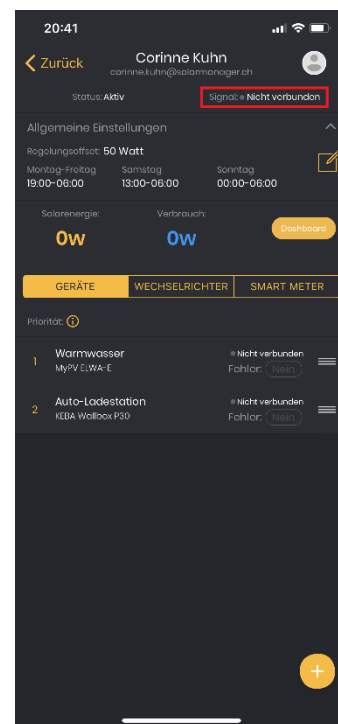 20:41
Zurück
Corinne Kuhn
corinne.kuhn@solarmanager.ch
Status: Aktiv
Signal: Nicht verbunden
Allgemeine Einstellungen
Regelungsoffset: 50 Watt
Montag-Freitag Samstag Sonntag
19:00-06:00 13:00-06:00 00:00-06:00
Solarenergie: Verbrauch:
0W 0W
Dashboard
GERÄTE WECHSELRICHTER SMART METER
Priorität:
1 Warmwasser
MyPV ELWA-E
Nicht verbunden
Fehler: Nein
2 Auto-Ladestation
KEBA Wallbox P30
Nicht verbunden
Fehler: Nein
+